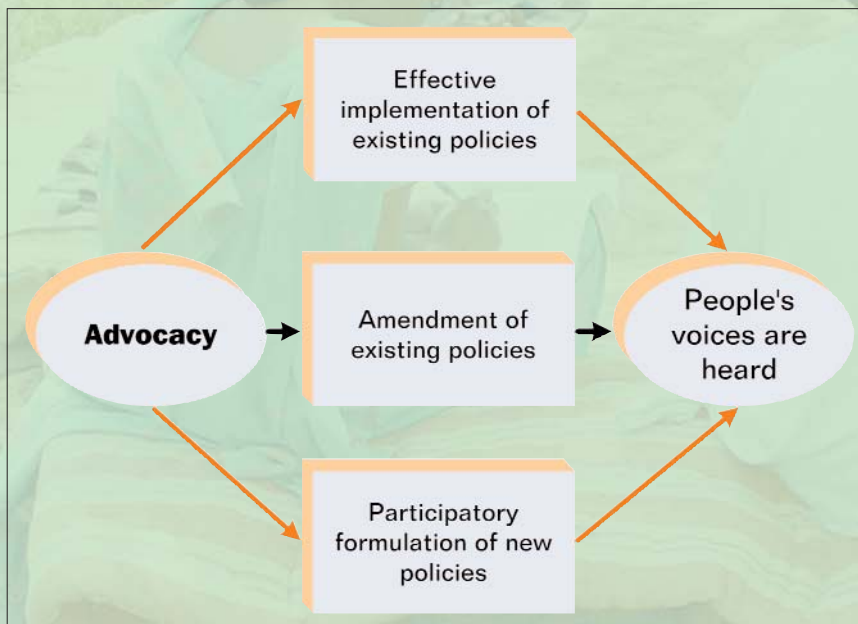 Effective
implementation of
existing policies
Advocacy
Amendment of
existing policies
People's
voices are
heard
Participatory
formulation of new
policies